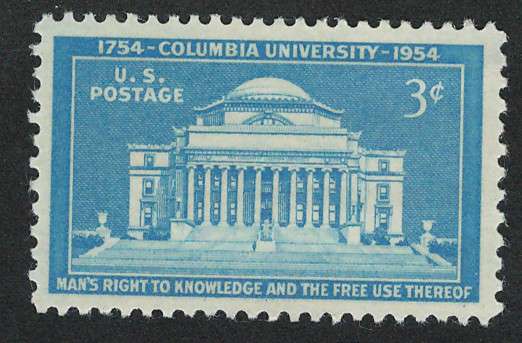 1754-COLUMBIA UNIVERSITY-1954
U.S.
POSTAGE
3¢
MAN'S RIGHT TO KNOWLEDGE AND THE FREE USE THEREOF